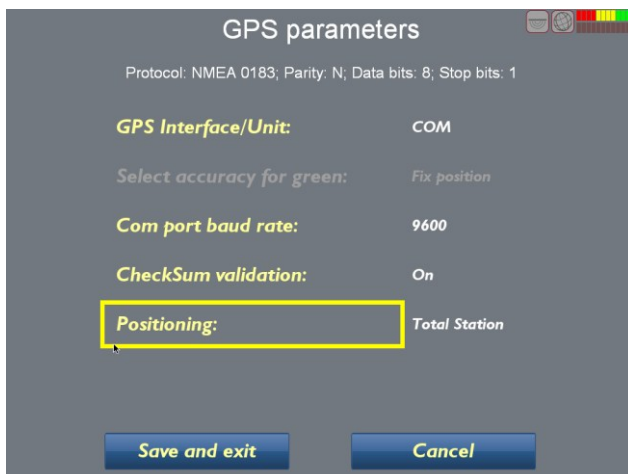 GPS parameters
Protocol: NMEA 0183; Parity: N; Data bits: 8; Stop bits: 1
GPS Interface/Unit: COM
Select accuracy for green: Fix position
Com port baud rate: 9600
CheckSum validation: On
Positioning: Total Station
Save and exit Cancel